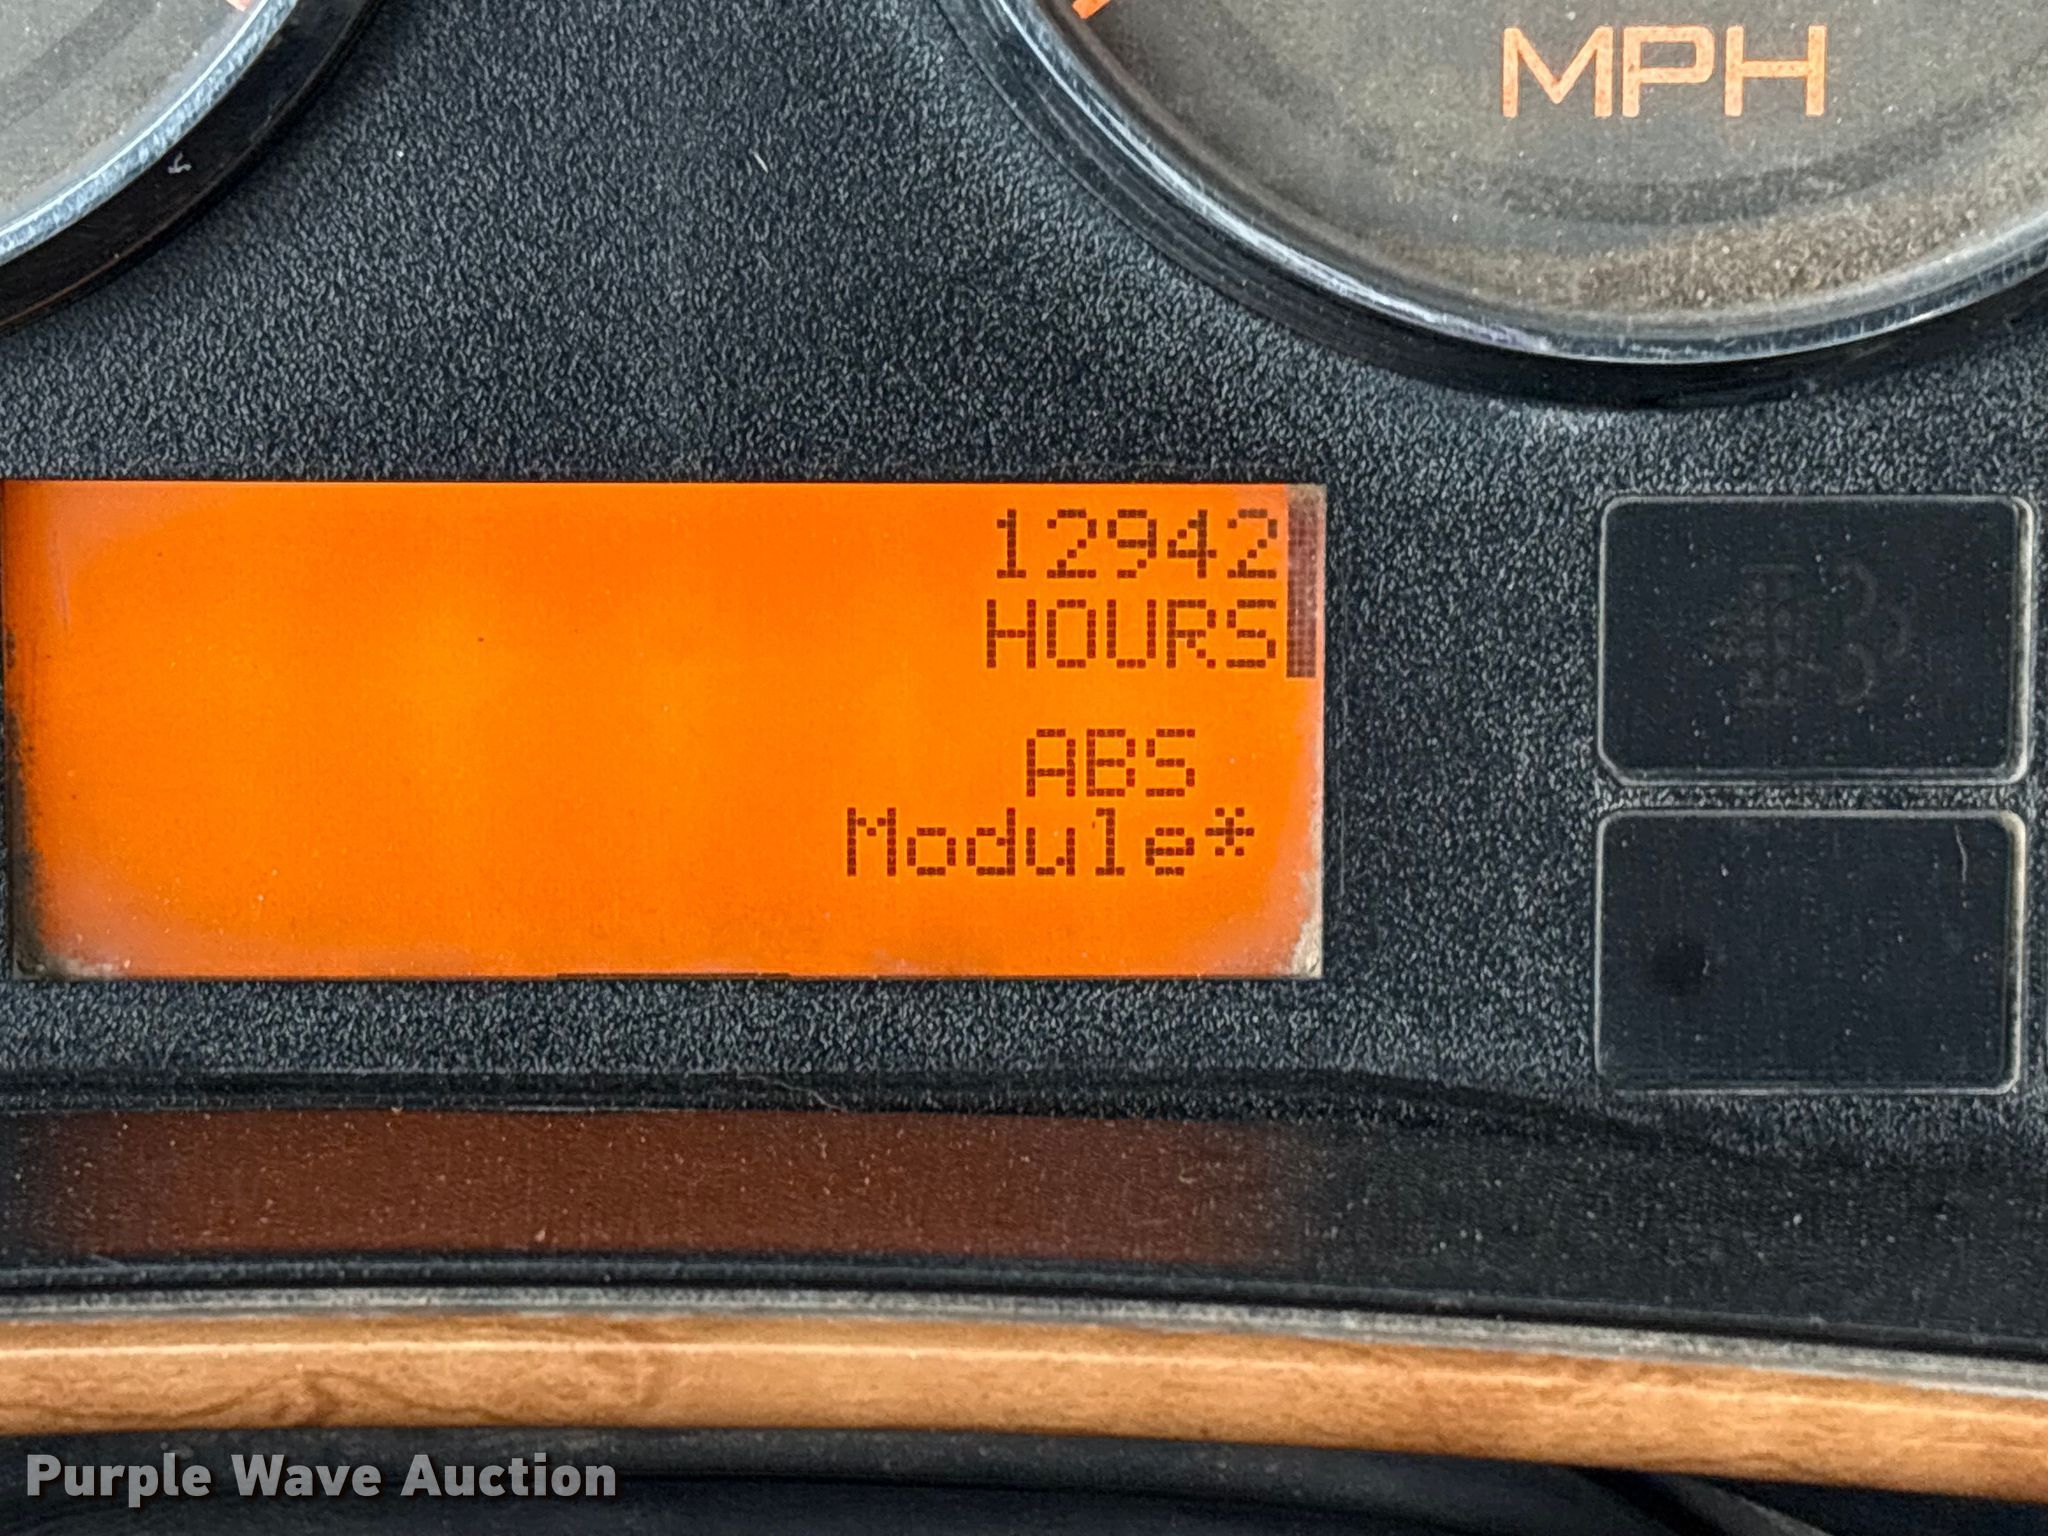 MPH
12942
HOURS
ABS
Module*
Purple Wave Auction